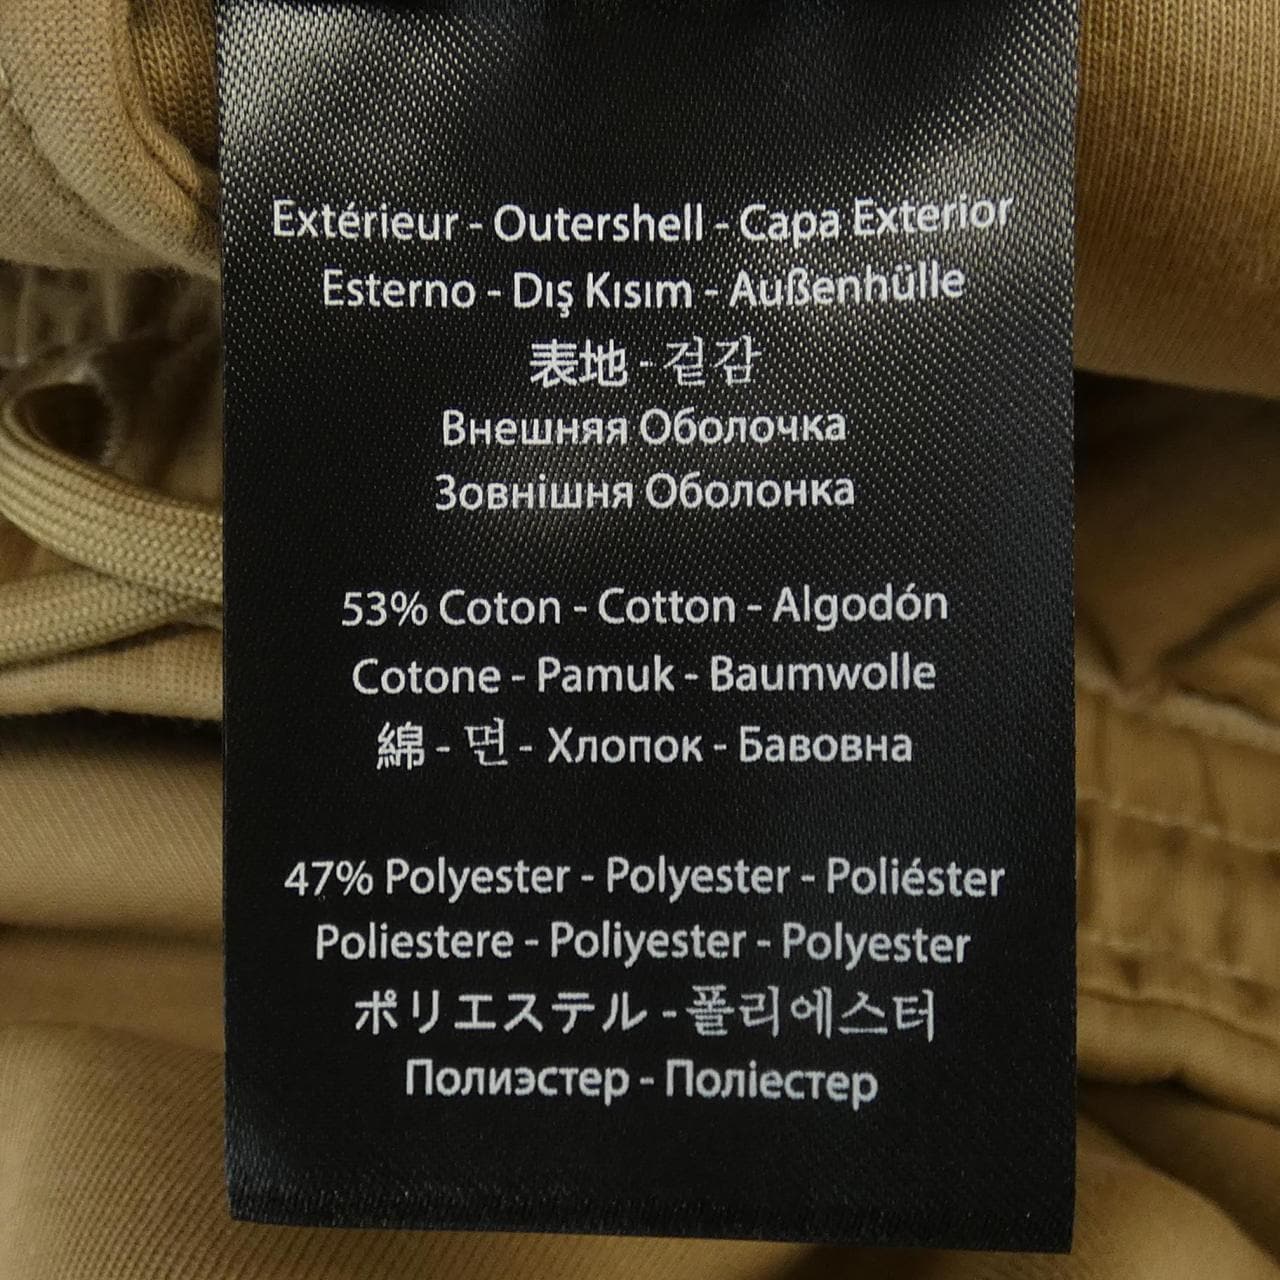 Extérieur - Outershell - Capa Exterior
Esterno - Dış Kısım - Außenhülle
表地 - 겉감
Внешняя Оболочка
Зовнішня Оболонка
53% Coton - Cotton - Algodón
Cotone - Pamuk - Baumwolle
綿 - 면 - Хлопок - Бавовна
47% Polyester - Polyester - Poliéster
Poliestere - Poliyester - Polyester
ポリエステル - 폴리에스터
Полиэстер - Поліестер